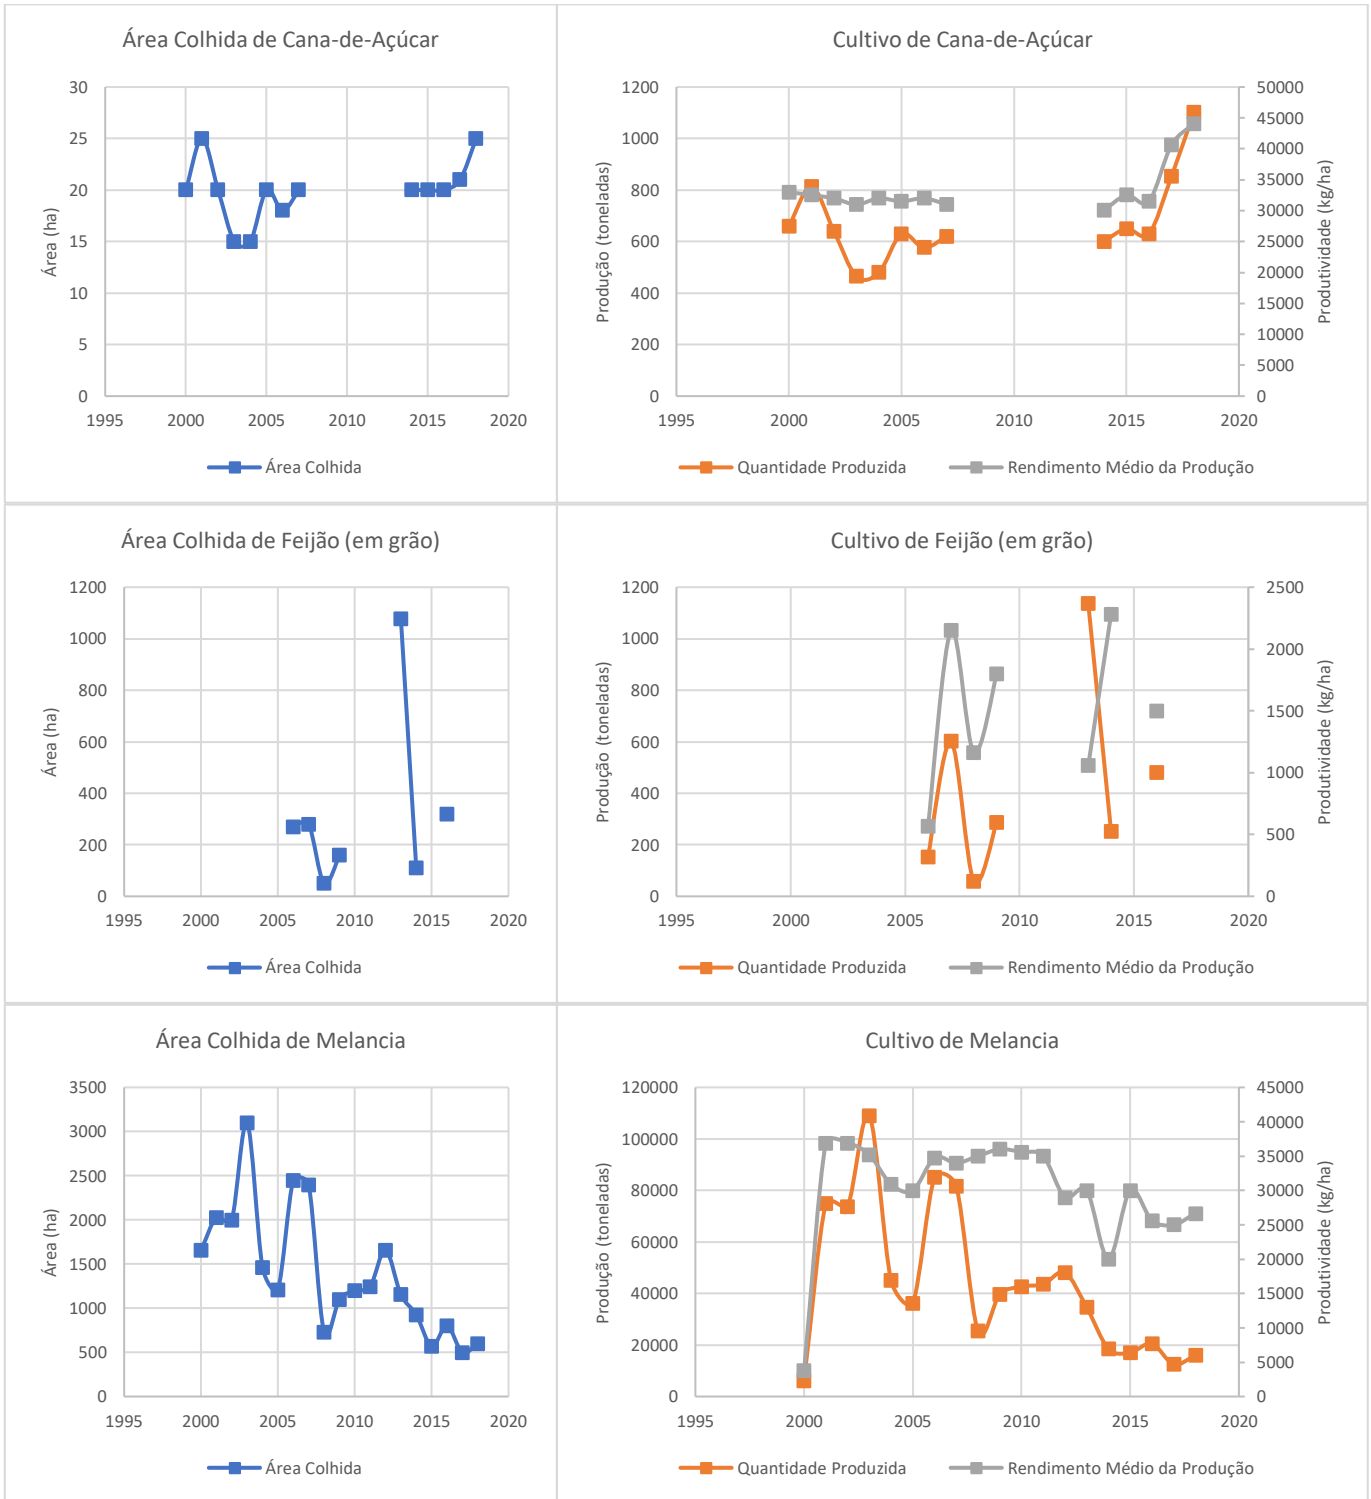 Área Colhida de Cana-de-Açúcar
30
25
20
15
10
5
0
Área (ha)
1995 2000 2005 2010 2015 2020
Área Colhida
Cultivo de Cana-de-Açúcar
1200
1000
800
600
400
200
0
Produção (toneladas)
50000
45000
40000
35000
30000
25000
20000
15000
10000
5000
0
Produtividade (kg/ha)
1995 2000 2005 2010 2015 2020
Quantidade Produzida Rendimento Médio da Produção
Área Colhida de Feijão (em grão)
1200
1000
800
600
400
200
0
Área (ha)
1995 2000 2005 2010 2015 2020
Área Colhida
Cultivo de Feijão (em grão)
1200
1000
800
600
400
200
0
Produção (toneladas)
2500
2000
1500
1000
500
0
Produtividade (kg/ha)
1995 2000 2005 2010 2015 2020
Quantidade Produzida Rendimento Médio da Produção
Área Colhida de Melancia
3500
3000
2500
2000
1500
1000
500
0
Área (ha)
1995 2000 2005 2010 2015 2020
Área Colhida
Cultivo de Melancia
120000
100000
80000
60000
40000
20000
0
Produção (toneladas)
45000
40000
35000
30000
25000
20000
15000
10000
5000
0
Produtividade (kg/ha)
1995 2000 2005 2010 2015 2020
Quantidade Produzida Rendimento Médio da Produção